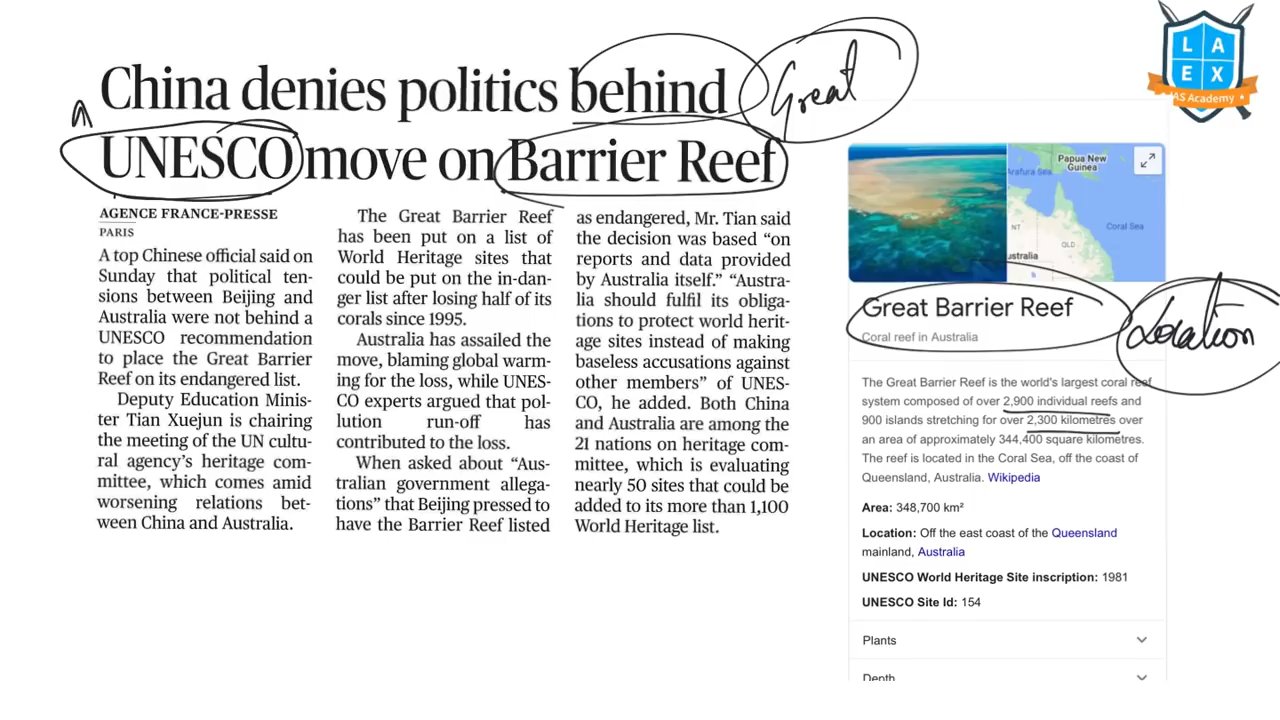 China denies politics behind
Great
UNESCO move on Barrier Reef
AGENCE FRANCE-PRESSE
PARIS
A top Chinese official said on
Sunday that political ten-
sions between Beijing and
Australia were not behind a
UNESCO recommendation
to place the Great Barrier
Reef on its endangered list.
Deputy Education Minis-
ter Tian Xuejun is chairing
the meeting of the UN cultu-
ral agency's heritage com-
mittee, which comes amid
worsening relations bet-
ween China and Australia.
The Great Barrier Reef
has been put on a list of
World Heritage sites that
could be put on the in-dan-
ger list after losing half of its
corals since 1995.
Australia has assailed the
move, blaming global warm-
ing for the loss, while UNES-
CO experts argued that pol-
lution run-off has
contributed to the loss.
When asked about "Aus-
tralian government allega-
tions" that Beijing pressed to
have the Barrier Reef listed
as endangered, Mr. Tian said
the decision was based "on
reports and data provided
by Australia itself." "Austra-
lia should fulfil its obliga-
tions to protect world herit-
age sites instead of making
baseless accusations against
other members" of UNES-
CO, he added. Both China
and Australia are among the
21 nations on heritage com-
mittee, which is evaluating
nearly 50 sites that could be
added to its more than 1,100
World Heritage list.
L A
E X
IAS Academy
Papua New
Guinea
Arafura Sea
Coral Sea
NT
QLD
ustralia
Great Barrier Reef
Coral reef in Australia
Location
The Great Barrier Reef is the world's largest coral reef
system composed of over 2,900 individual reefs and
900 islands stretching for over 2,300 kilometres over
an area of approximately 344,400 square kilometres.
The reef is located in the Coral Sea, off the coast of
Queensland, Australia. Wikipedia
Area: 348,700 km²
Location: Off the east coast of the Queensland
mainland, Australia
UNESCO World Heritage Site inscription: 1981
UNESCO Site Id: 154
Plants
Depth